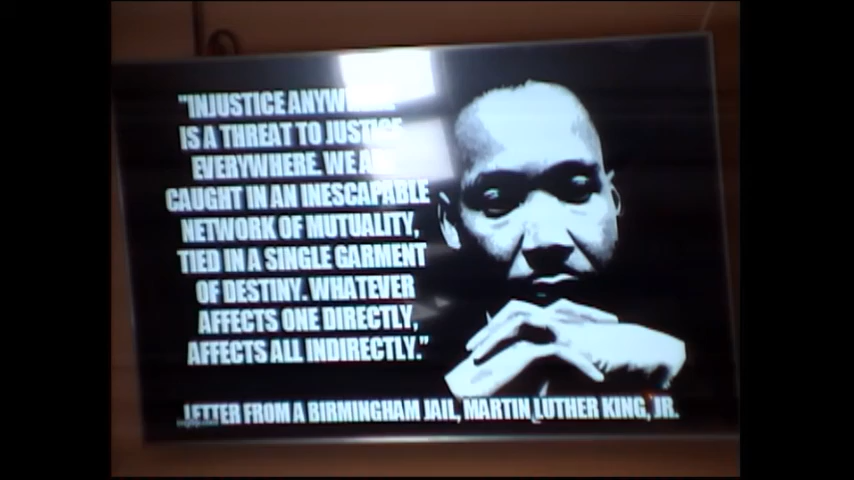 "INJUSTICE ANYWHERE
IS A THREAT TO JUSTICE
EVERYWHERE. WE
CAUGHT IN AN INESCAPABLE
NETWORK OF MUTUALITY,
TIED IN A SINGLE GARMENT
OF DESTINY. WHATEVER
AFFECTS ONE DIRECTLY,
AFFECTS ALL INDIRECTLY."
LETTER FROM A BIRMINGHAM JAIL, MARTIN LUTHER KING, JR.